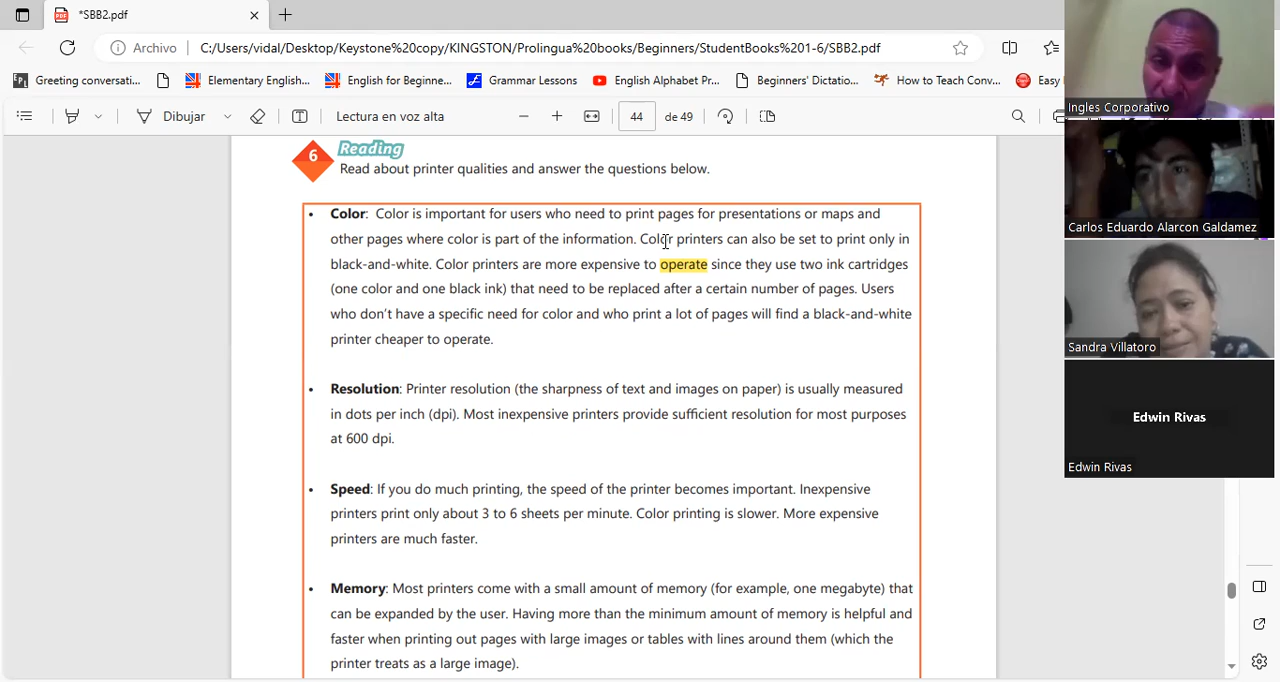 *SBB2.pdf
Archivo
C:/Users/vidal/Desktop/Keystone%20copy/KINGSTON/Prolingua%20books/Beginners/StudentBooks%201-6/SBB2.pdf
Greeting conversati...
Elementary English...
English for Beginne...
Grammar Lessons
English Alphabet Pr...
Beginners' Dictatio...
How to Teach Conv...
Easy
Dibujar
Lectura en voz alta
44
de 49
6
Reading
Read about printer qualities and answer the questions below.
• Color: Color is important for users who need to print pages for presentations or maps and
other pages where color is part of the information. Color printers can also be set to print only in
black-and-white. Color printers are more expensive to operate since they use two ink cartridges
(one color and one black ink) that need to be replaced after a certain number of pages. Users
who don't have a specific need for color and who print a lot of pages will find a black-and-white
printer cheaper to operate.
• Resolution: Printer resolution (the sharpness of text and images on paper) is usually measured
in dots per inch (dpi). Most inexpensive printers provide sufficient resolution for most purposes
at 600 dpi.
• Speed: If you do much printing, the speed of the printer becomes important. Inexpensive
printers print only about 3 to 6 sheets per minute. Color printing is slower. More expensive
printers are much faster.
• Memory: Most printers come with a small amount of memory (for example, one megabyte) that
can be expanded by the user. Having more than the minimum amount of memory is helpful and
faster when printing out pages with large images or tables with lines around them (which the
printer treats as a large image).
Ingles Corporativo
Carlos Eduardo Alarcon Galdamez
Sandra Villatoro
Edwin Rivas
Edwin Rivas